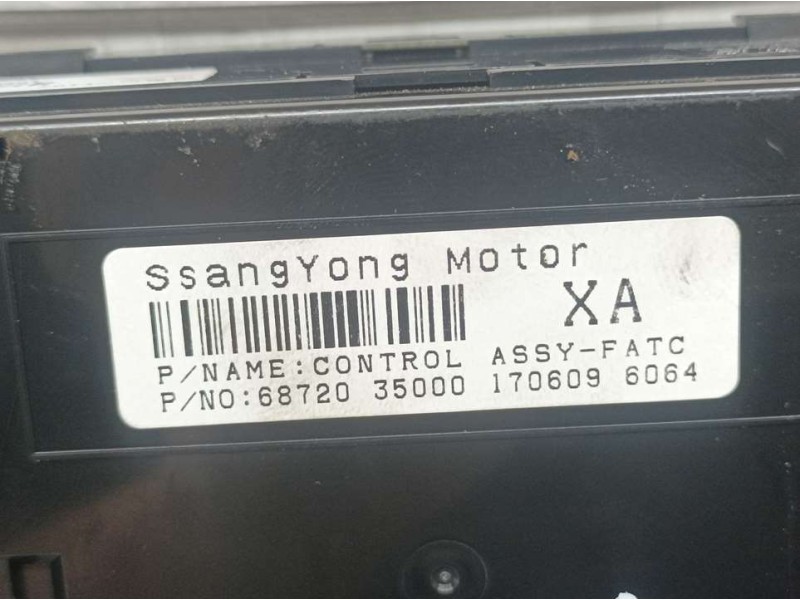 SsangYong Motor
XA
P/NAME:CONTROL ASSY-FATC
P/NO:68720 35000 170609 6064